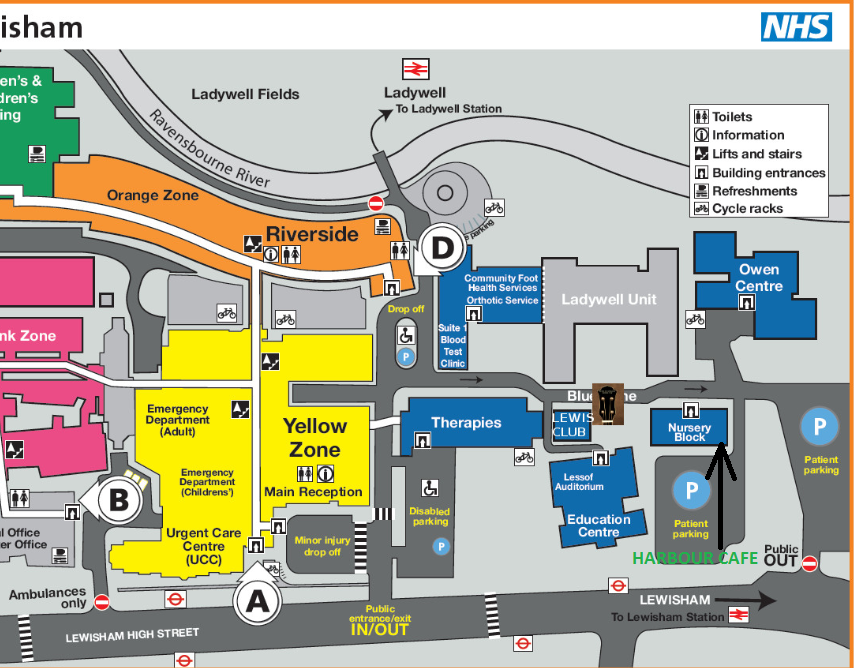 isham
NHS
en's &
dren's
ing
Ladywell Fields
Ladywell
To Ladywell Station
Ravensbourne River
Toilets
Information
Lifts and stairs
Building entrances
Refreshments
Cycle racks
Orange Zone
Riverside
D
parking
Community Foot
Health Services
Orthotic Service
Ladywell Unit
Owen
Centre
Drop off
P
Suite 1
Blood
Test
Clinic
nk Zone
Emergency
Department
(Adult)
Yellow
Zone
Therapies
LEWIS
CLUB
Nursery
Block
P
Patient
parking
Emergency
Department
(Childrens')
Main Reception
B
Lessof
Auditorium
Education
Centre
P
Patient
parking
Disabled
parking
P
l Office
er Office
Urgent Care
Centre
(UCC)
Minor injury
drop off
HARBOUR CAFE
Public
OUT
Ambulances
only
A
Public
entrance/exit
IN/OUT
LEWISHAM
To Lewisham Station
LEWISHAM HIGH STREET